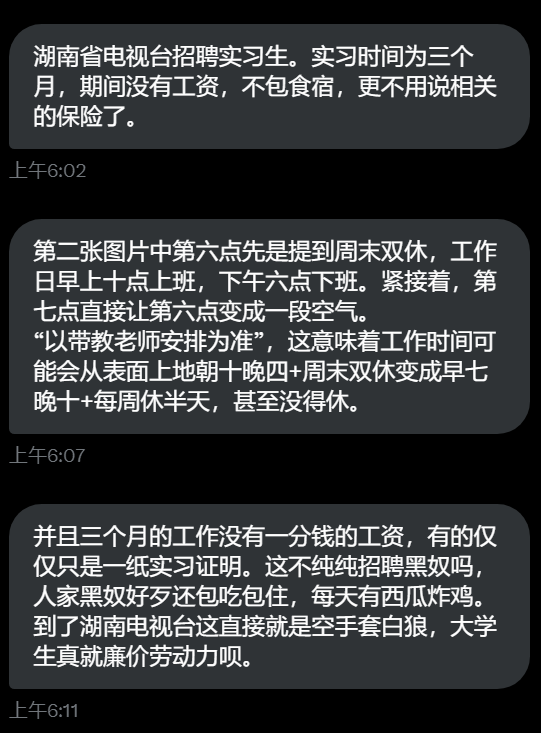 湖南省电视台招聘实习生。实习时间为三个
月，期间没有工资，不包食宿，更不用说相关
的保险了。
上午6:02
第二张图片中第六点先是提到周末双休，工作
日早上十点上班，下午六点下班。紧接着，第
七点直接让第六点变成一段空气。
“以带教老师安排为准”，这意味着工作时间可
能会从表面上地朝十晚四+周末双休变成早七
晚十+每周休半天，甚至没得休。
上午6:07
并且三个月的工作没有一分钱的工资，有的仅
仅只是一纸实习证明。这不纯纯招聘黑奴吗，
人家黑奴好歹还包吃包住，每天有西瓜炸鸡。
到了湖南电视台这直接就是空手套白狼，大学
生真就廉价劳动力呗。
上午6:11